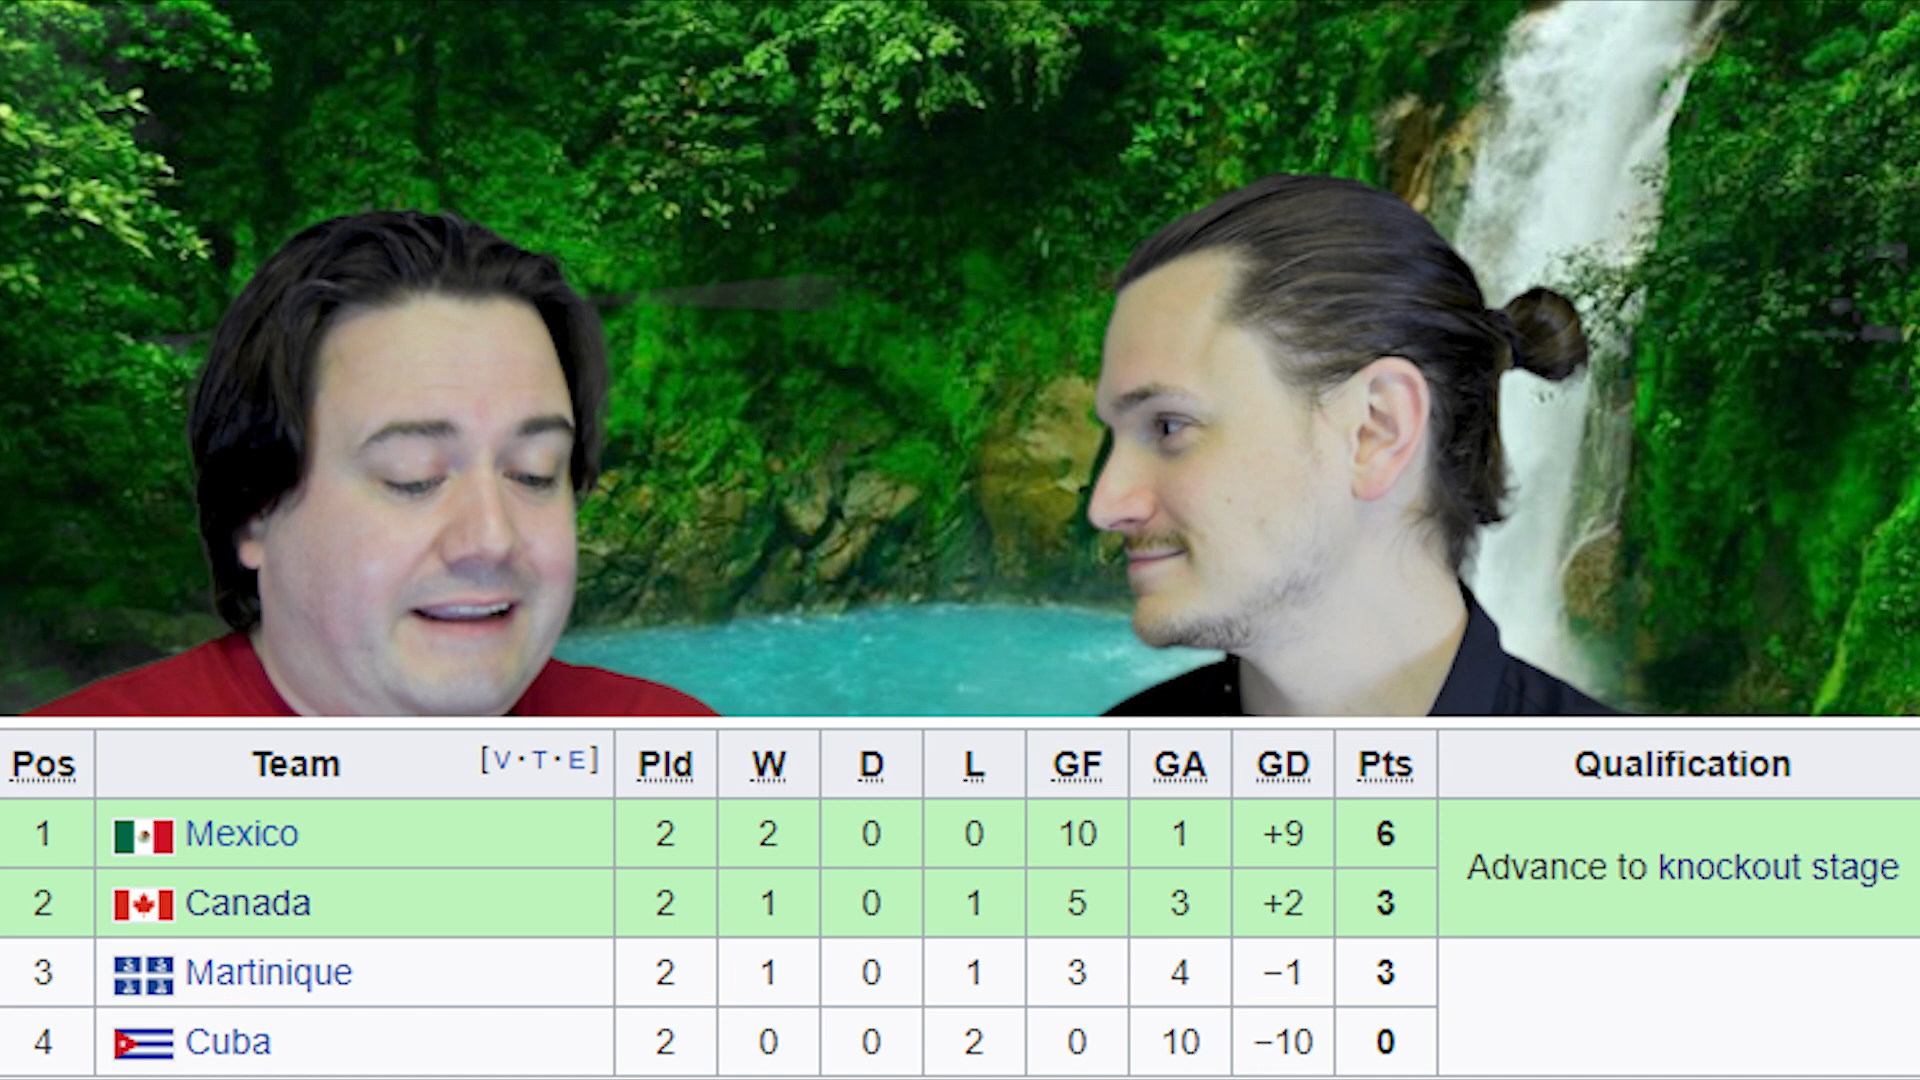 Pos Team [V·T·E] Pld W D L GF GA GD Pts Qualification
1 Mexico 2 2 0 0 10 1 +9 6 Advance to knockout stage
2 Canada 2 1 0 1 5 3 +2 3
3 Martinique 2 1 0 1 3 4 −1 3
4 Cuba 2 0 0 2 0 10 −10 0